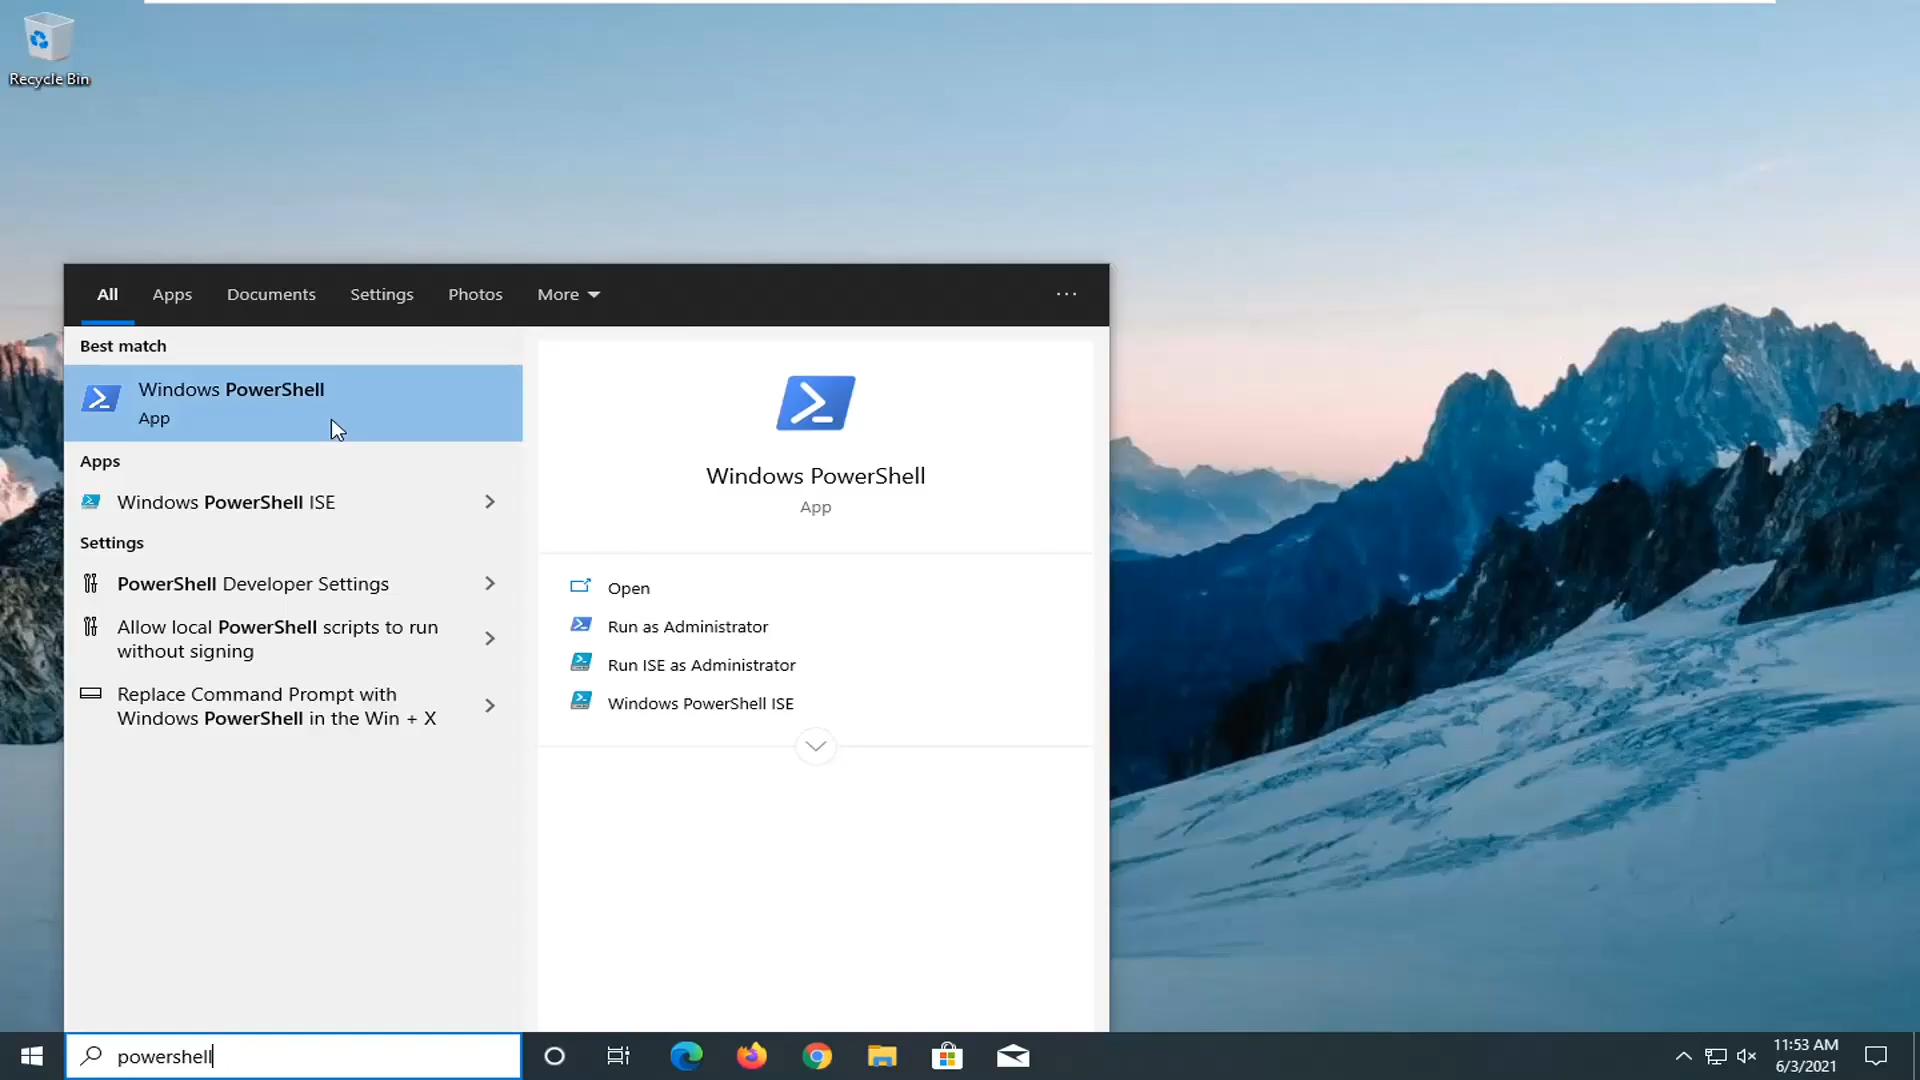 Recycle Bin
All Apps Documents Settings Photos More ...
Best match
Windows PowerShell
App
Apps
Windows PowerShell ISE
Settings
PowerShell Developer Settings
Allow local PowerShell scripts to run
without signing
Replace Command Prompt with
Windows PowerShell in the Win + X
Windows PowerShell
App
Open
Run as Administrator
Run ISE as Administrator
Windows PowerShell ISE
powershell
11:53 AM
6/3/2021